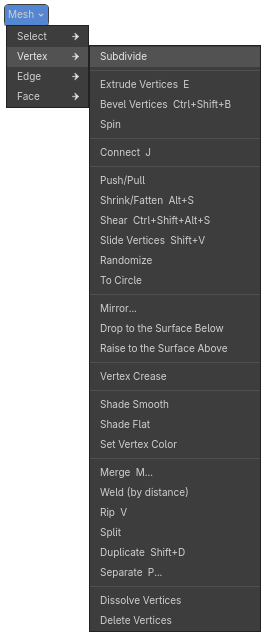 Mesh
Select
Vertex
Edge
Face
Subdivide
Extrude Vertices E
Bevel Vertices Ctrl+Shift+B
Spin
Connect J
Push/Pull
Shrink/Fatten Alt+S
Shear Ctrl+Shift+Alt+S
Slide Vertices Shift+V
Randomize
To Circle
Mirror...
Drop to the Surface Below
Raise to the Surface Above
Vertex Crease
Shade Smooth
Shade Flat
Set Vertex Color
Merge M...
Weld (by distance)
Rip V
Split
Duplicate Shift+D
Separate P...
Dissolve Vertices
Delete Vertices